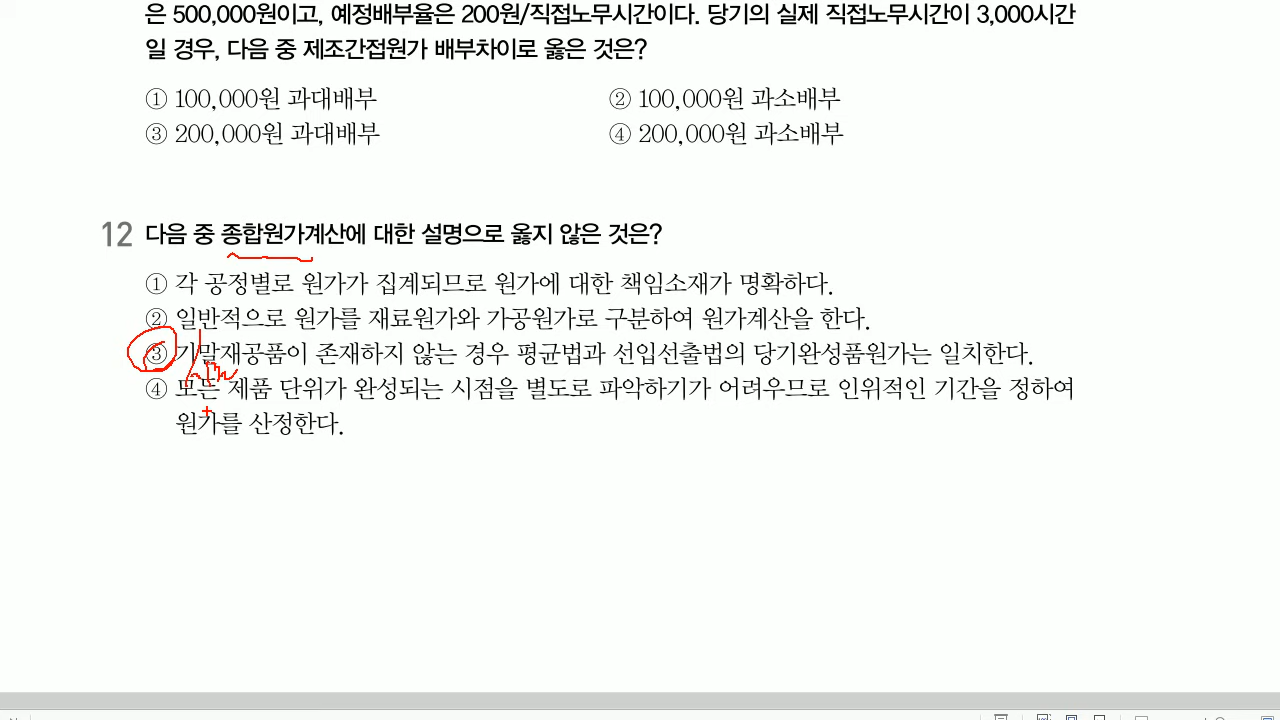 은 500,000원이고, 예정배부율은 200원/직접노무시간이다. 당기의 실제 직접노무시간이 3,000시간
일 경우, 다음 중 제조간접원가 배부차이로 옳은 것은?
① 100,000원 과대배부 ② 100,000원 과소배부
③ 200,000원 과대배부 ④ 200,000원 과소배부
12 다음 중 종합원가계산에 대한 설명으로 옳지 않은 것은?
① 각 공정별로 원가가 집계되므로 원가에 대한 책임소재가 명확하다.
② 일반적으로 원가를 재료원가와 가공원가로 구분하여 원가계산을 한다.
③ 기말재공품이 존재하지 않는 경우 평균법과 선입선출법의 당기완성품원가는 일치한다.
④ 모든 제품 단위가 완성되는 시점을 별도로 파악하기가 어려우므로 인위적인 기간을 정하여
원가를 산정한다.